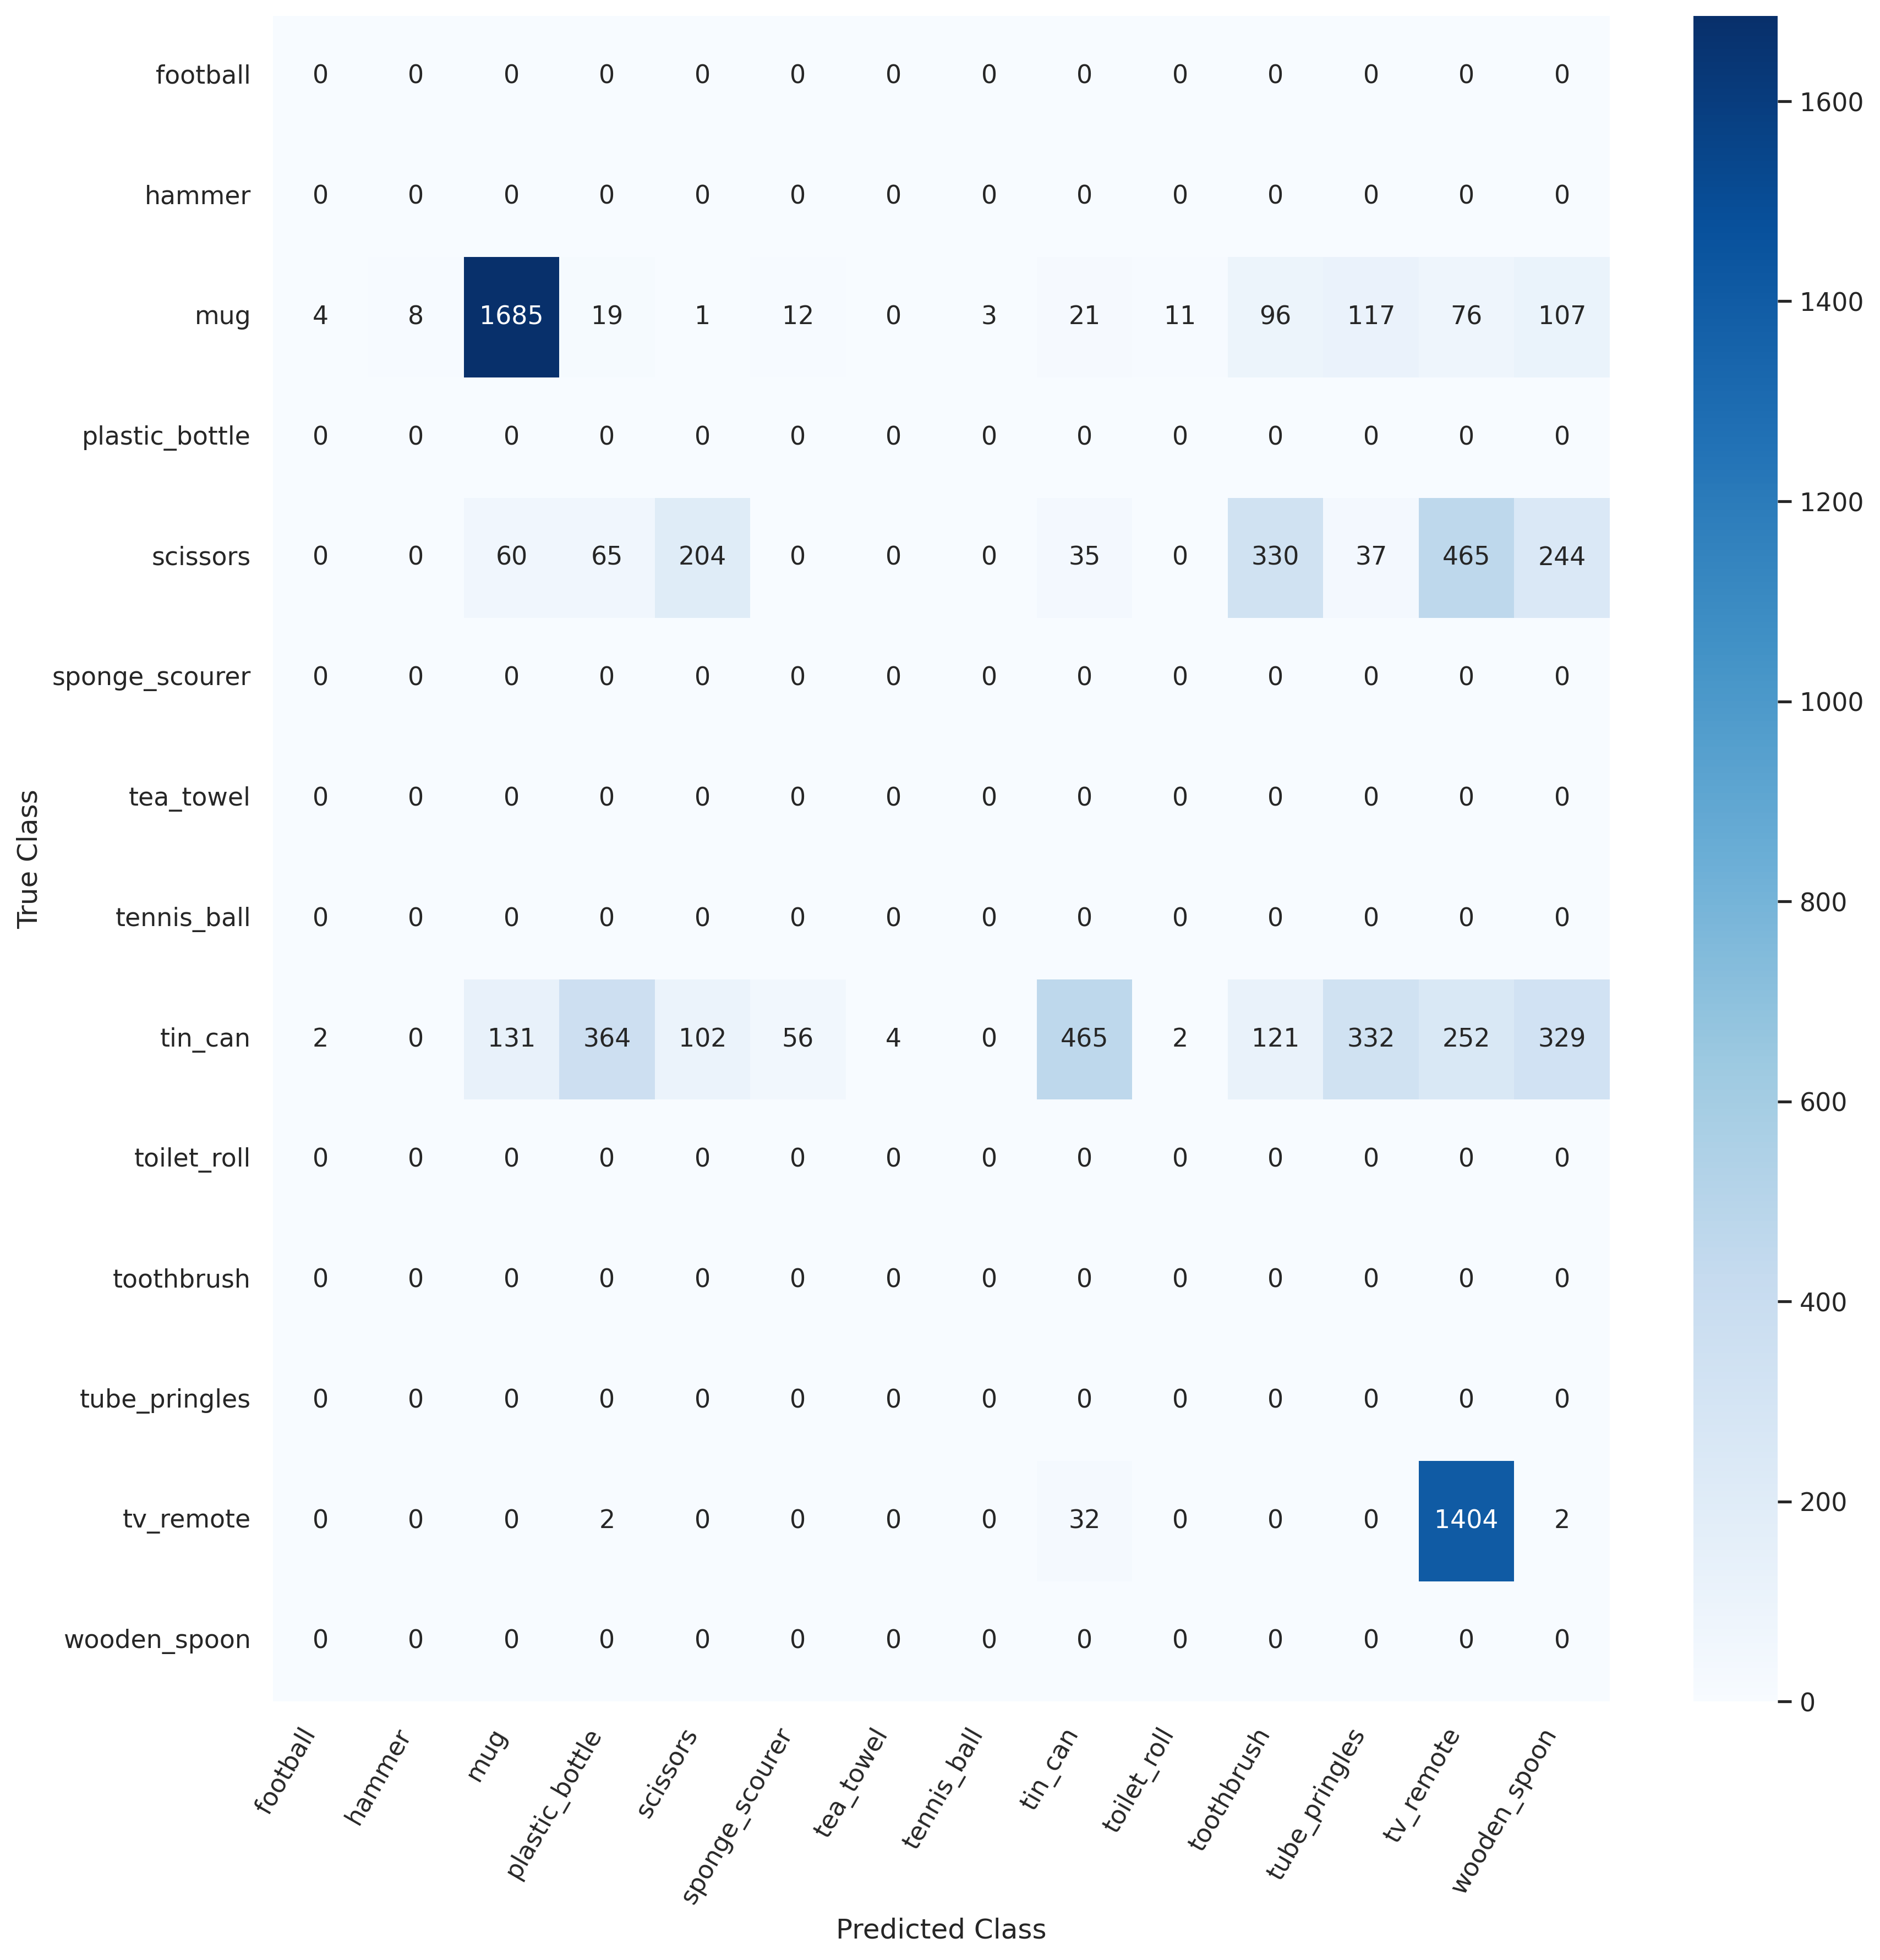 football 0 0 0 0 0 0 0 0 0 0 0 0 0 0
hammer 0 0 0 0 0 0 0 0 0 0 0 0 0 0
mug 4 8 1685 19 1 12 0 3 21 11 96 117 76 107
plastic_bottle 0 0 0 0 0 0 0 0 0 0 0 0 0 0
scissors 0 0 60 65 204 0 0 0 35 0 330 37 465 244
sponge_scourer 0 0 0 0 0 0 0 0 0 0 0 0 0 0
tea_towel 0 0 0 0 0 0 0 0 0 0 0 0 0 0
tennis_ball 0 0 0 0 0 0 0 0 0 0 0 0 0 0
tin_can 2 0 131 364 102 56 4 0 465 2 121 332 252 329
toilet_roll 0 0 0 0 0 0 0 0 0 0 0 0 0 0
toothbrush 0 0 0 0 0 0 0 0 0 0 0 0 0 0
tube_pringles 0 0 0 0 0 0 0 0 0 0 0 0 0 0
tv_remote 0 0 0 2 0 0 0 0 32 0 0 0 1404 2
wooden_spoon 0 0 0 0 0 0 0 0 0 0 0 0 0 0
True Class
football
hammer
mug
plastic_bottle
scissors
sponge_scourer
tea_towel
tennis_ball
tin_can
toilet_roll
toothbrush
tube_pringles
tv_remote
wooden_spoon
Predicted Class
1600
1400
1200
1000
800
600
400
200
0